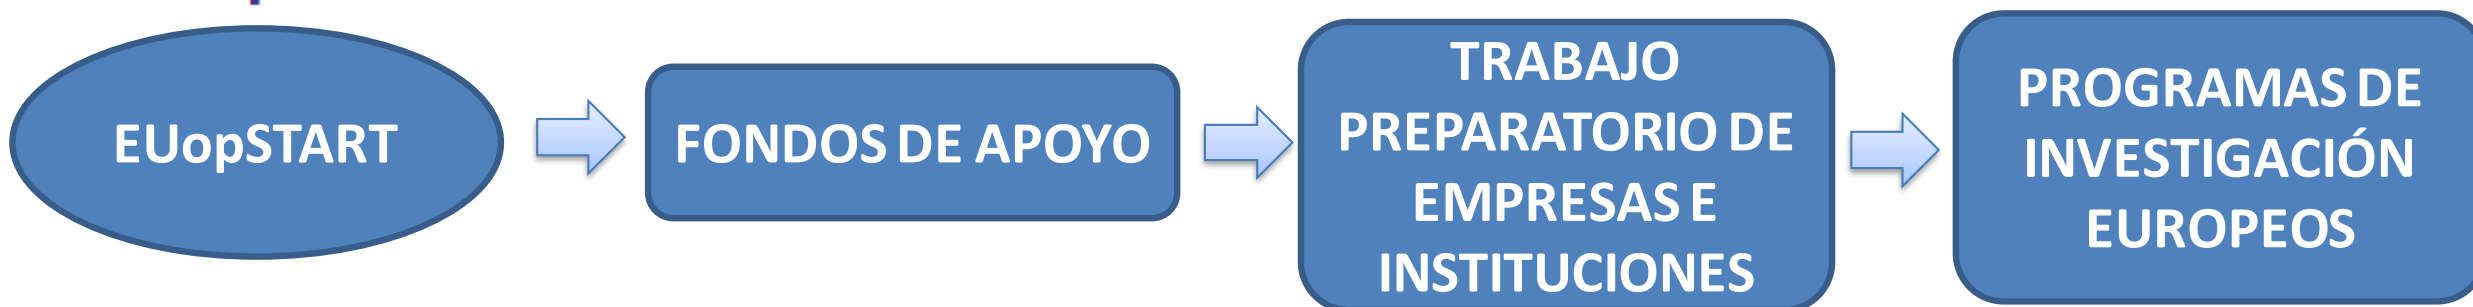 EUopSTART
FONDOS DE APOYO
TRABAJO
PREPARATORIO DE
EMPRESAS E
INSTITUCIONES
PROGRAMAS DE
INVESTIGACIÓN
EUROPEOS